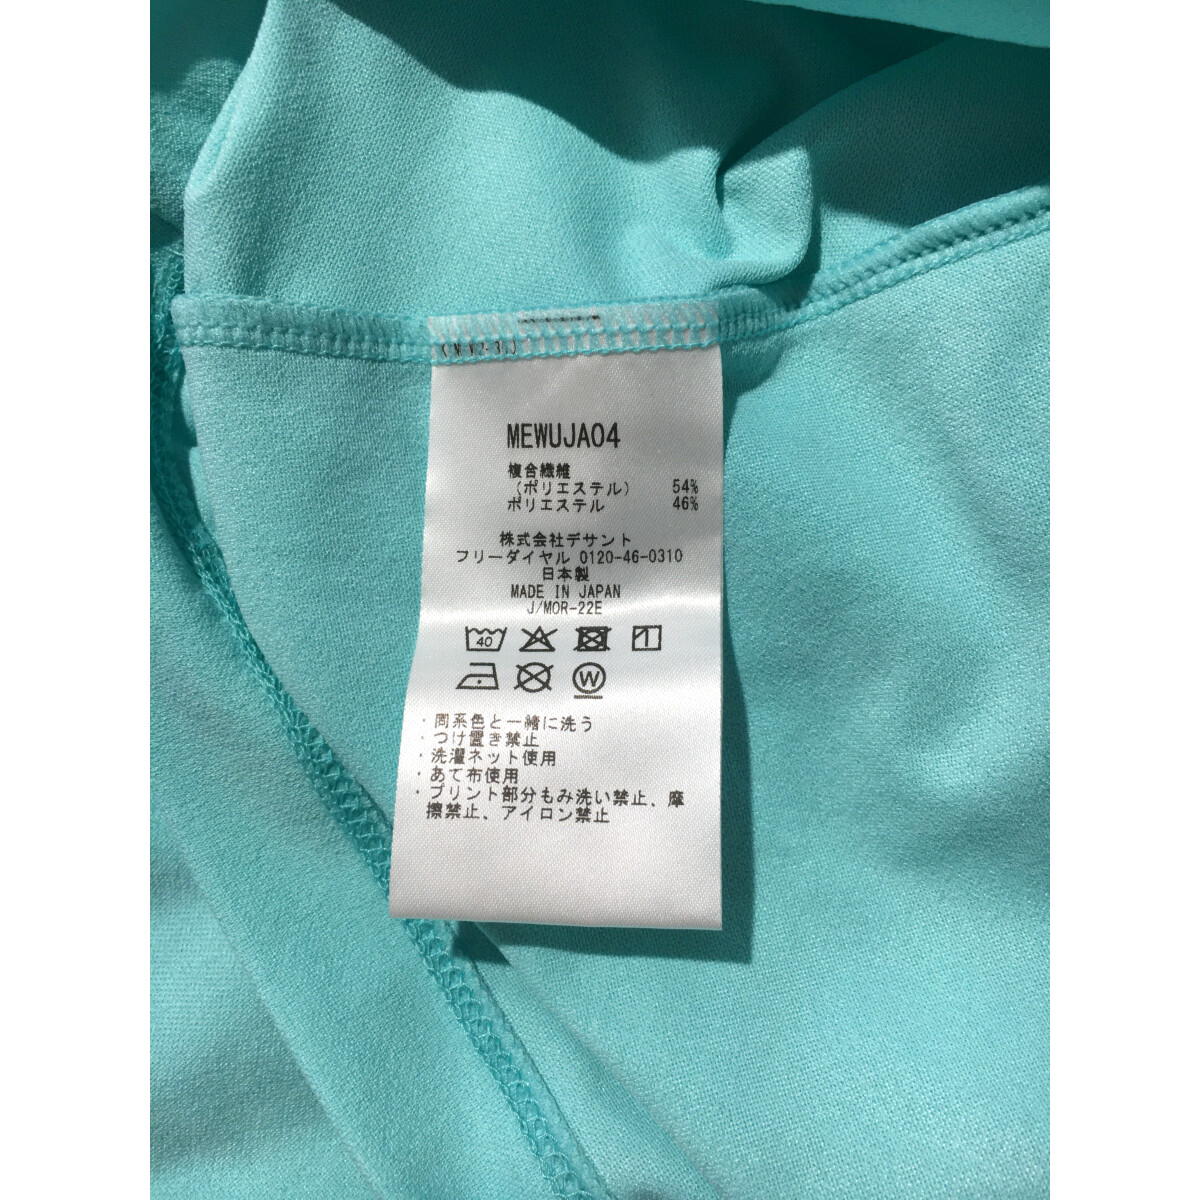 MEWUJA04
複合繊維
(ポリエステル) 54%
ポリエステル 46%
株式会社デサント
フリーダイヤル 0120-46-0310
日本製
MADE IN JAPAN
J/MOR-22E
40
W
・同系色と一緒に洗う
・つけ置き禁止
・洗濯ネット使用
・あて布使用
・プリント部分もみ洗い禁止、摩
擦禁止、アイロン禁止